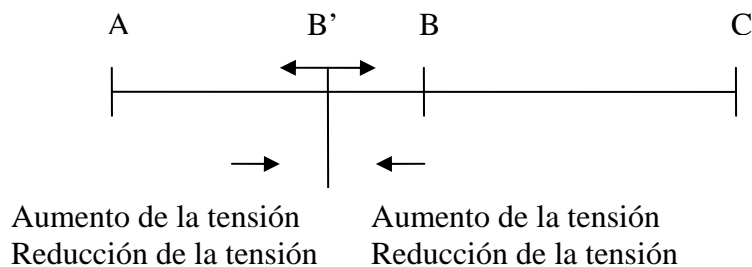 A B’ B C
Aumento de la tensión Aumento de la tensión
Reducción de la tensión Reducción de la tensión